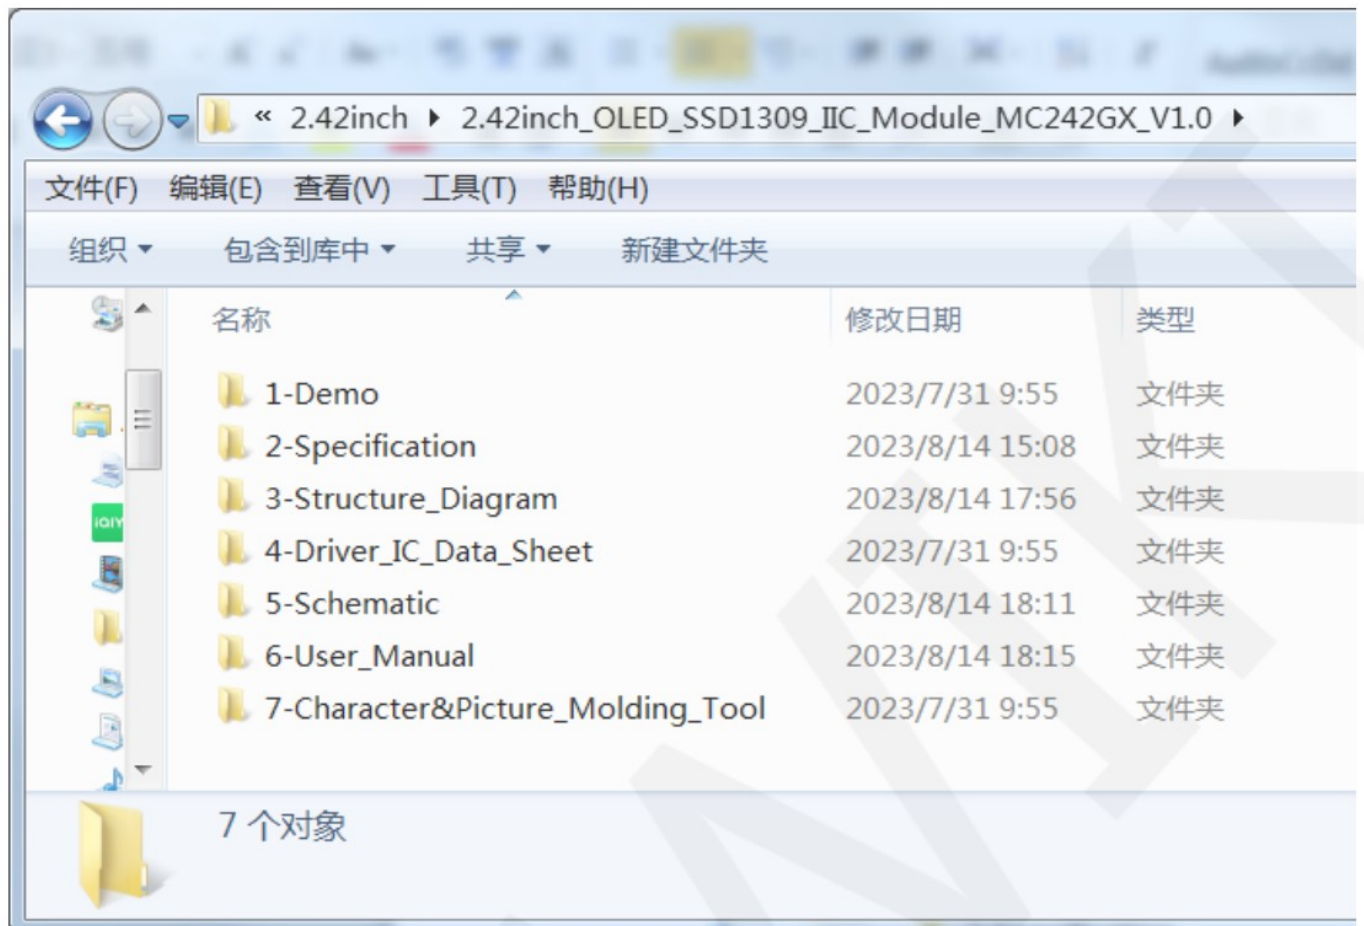 « 2.42inch ▸ 2.42inch_OLED_SSD1309_IIC_Module_MC242GX_V1.0 ▸
文件(F) 编辑(E) 查看(V) 工具(T) 帮助(H)
组织 ▾ 包含到库中 ▾ 共享 ▾ 新建文件夹
名称 修改日期 类型
1-Demo 2023/7/31 9:55 文件夹
2-Specification 2023/8/14 15:08 文件夹
3-Structure_Diagram 2023/8/14 17:56 文件夹
4-Driver_IC_Data_Sheet 2023/7/31 9:55 文件夹
5-Schematic 2023/8/14 18:11 文件夹
6-User_Manual 2023/8/14 18:15 文件夹
7-Character&Picture_Molding_Tool 2023/7/31 9:55 文件夹
7 个对象